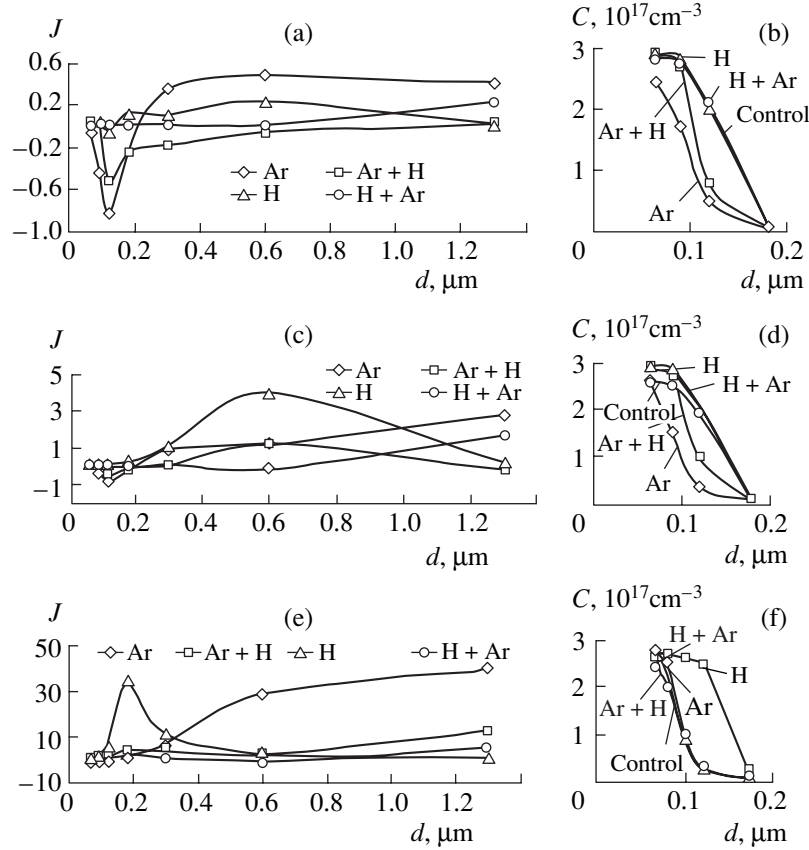 J
(a)
0.6
0.2
−0.2
−0.6
−1.0
Ar
Ar + H
H
H + Ar
0
0.2
0.4
0.6
0.8
1.0
1.2
d, µm
C, 10¹⁷cm⁻³
(b)
3
2
1
H
H + Ar
Control
Ar + H
Ar
0
0.1
0.2
d, µm
J
(c)
5
3
1
−1
Ar
Ar + H
H
H + Ar
0
0.2
0.4
0.6
0.8
1.0
1.2
d, µm
C, 10¹⁷cm⁻³
(d)
3
2
1
H
H + Ar
Control
Ar + H
Ar
0
0.1
0.2
d, µm
J
(e)
50
30
10
−10
Ar
Ar + H
H
H + Ar
0
0.2
0.4
0.6
0.8
1.0
1.2
d, µm
C, 10¹⁷cm⁻³
(f)
3
2
1
H + Ar
H
Ar
Ar + H
Control
0
0.1
0.2
d, µm